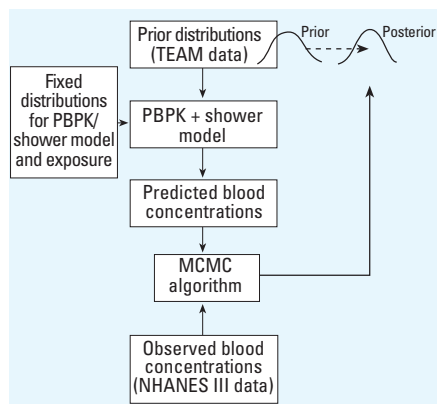 Prior distributions
(TEAM data)
Prior
Posterior
Fixed
distributions
for PBPK/
shower model
and exposure
PBPK + shower
model
Predicted blood
concentrations
MCMC
algorithm
Observed blood
concentrations
(NHANES III data)